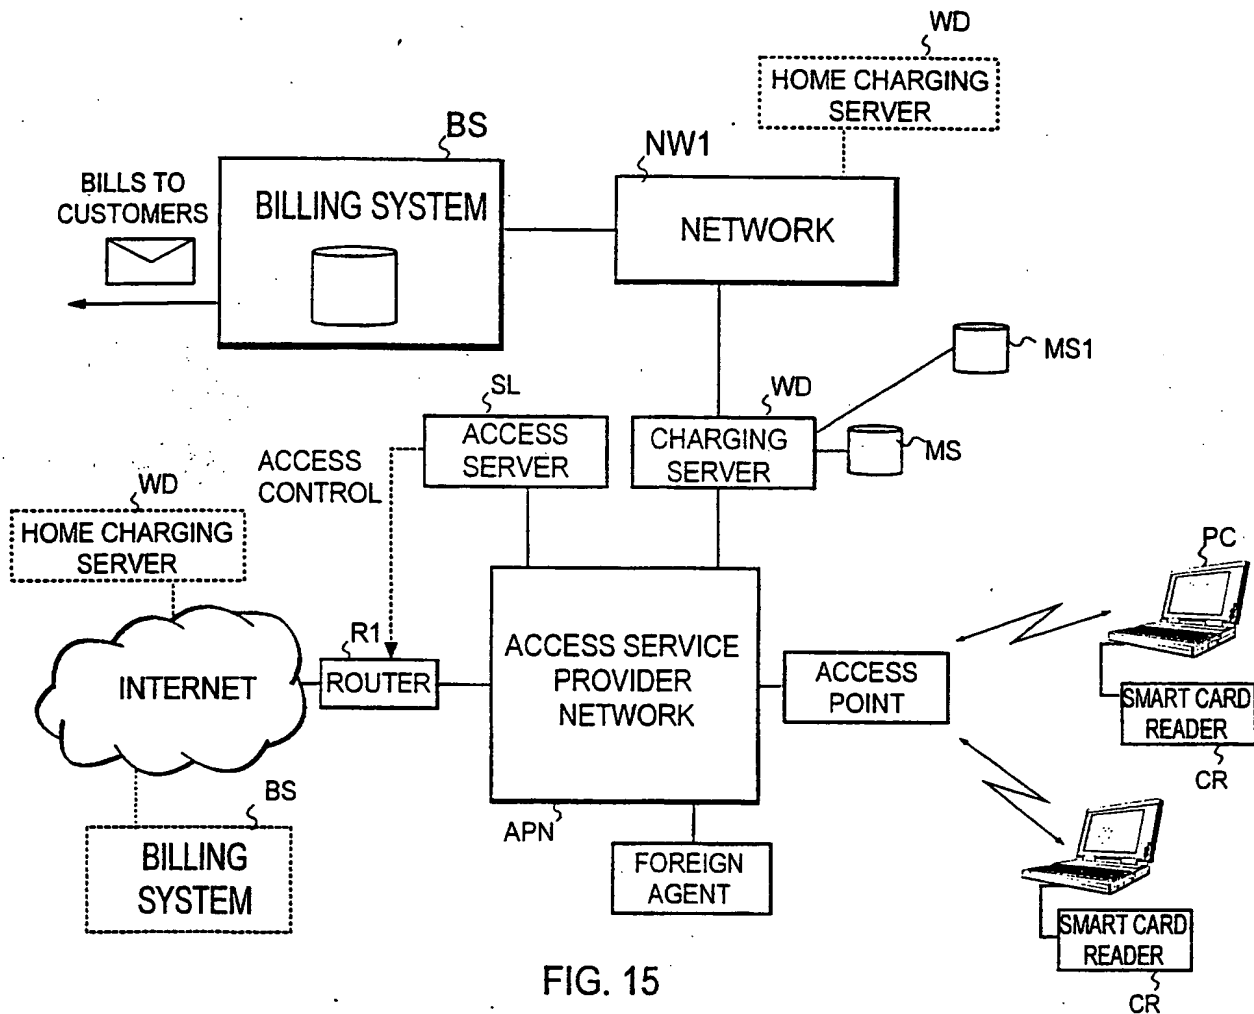 WD
HOME CHARGING
SERVER
BS
NW1
BILLS TO
CUSTOMERS
BILLING SYSTEM
NETWORK
MS1
SL
WD
ACCESS
SERVER
CHARGING
SERVER
MS
ACCESS
CONTROL
WD
HOME CHARGING
SERVER
PC
R1
INTERNET
ROUTER
ACCESS SERVICE
PROVIDER
NETWORK
ACCESS
POINT
SMART CARD
READER
CR
BS
APN
BILLING
SYSTEM
FOREIGN
AGENT
SMART CARD
READER
CR
FIG. 15